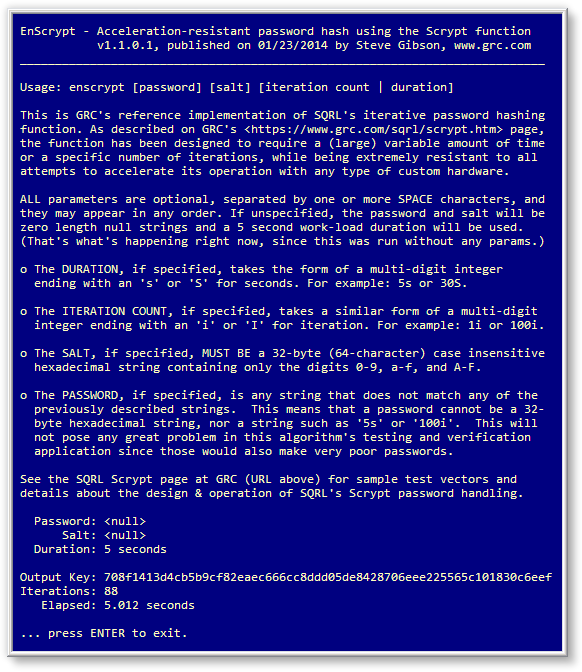 EnScrypt - Acceleration-resistant password hash using the Scrypt function
v1.1.0.1, published on 01/23/2014 by Steve Gibson, www.grc.com
Usage: enscrypt [password] [salt] [iteration count | duration]
This is GRC's reference implementation of SQRL's iterative password hashing
function. As described on GRC's <https://www.grc.com/sqrl/scrypt.htm> page,
the function has been designed to require a (large) variable amount of time
or a specific number of iterations, while being extremely resistant to all
attempts to accelerate its operation with any type of custom hardware.
ALL parameters are optional, separated by one or more SPACE characters, and
they may appear in any order. If unspecified, the password and salt will be
zero length null strings and a 5 second work-load duration will be used.
(That's what's happening right now, since this was run without any params.)
o The DURATION, if specified, takes the form of a multi-digit integer
ending with an 's' or 'S' for seconds. For example: 5s or 30S.
o The ITERATION COUNT, if specified, takes a similar form of a multi-digit
integer ending with an 'i' or 'I' for iteration. For example: 1i or 100i.
o The SALT, if specified, MUST BE a 32-byte (64-character) case insensitive
hexadecimal string containing only the digits 0-9, a-f, and A-F.
o The PASSWORD, if specified, is any string that does not match any of the
previously described strings.  This means that a password cannot be a 32-
byte hexadecimal string, nor a string such as '5s' or '100i'.  This will
not pose any great problem in this algorithm's testing and verification
application since those would also make very poor passwords.
See the SQRL Scrypt page at GRC (URL above) for sample test vectors and
details about the design & operation of SQRL's Scrypt password handling.
Password: <null>
Salt: <null>
Duration: 5 seconds
Output Key: 708f1413d4cb5b9cf82eaec666cc8ddd05de8428706eee225565c101830c6eef
Iterations: 88
Elapsed: 5.012 seconds
... press ENTER to exit.